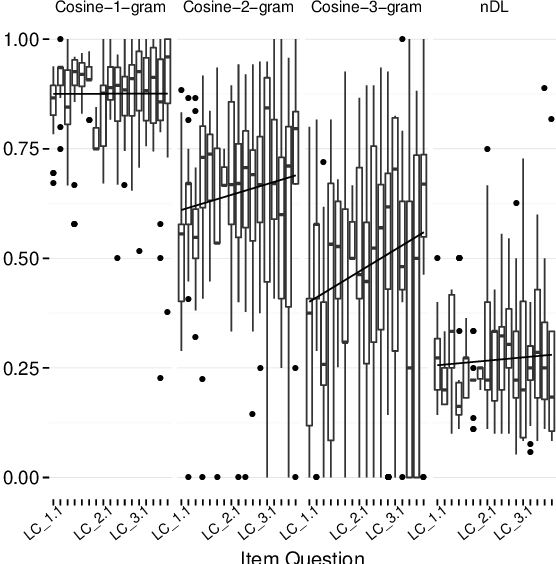 Cosine−1−gram Cosine−2−gram Cosine−3−gram nDL
1.00
0.75
0.50
0.25
0.00
LC_1.1 LC_2.1 LC_3.1 LC_1.1 LC_2.1 LC_3.1 LC_1.1 LC_2.1 LC_3.1 LC_1.1 LC_2.1 LC_3.1
Item Question